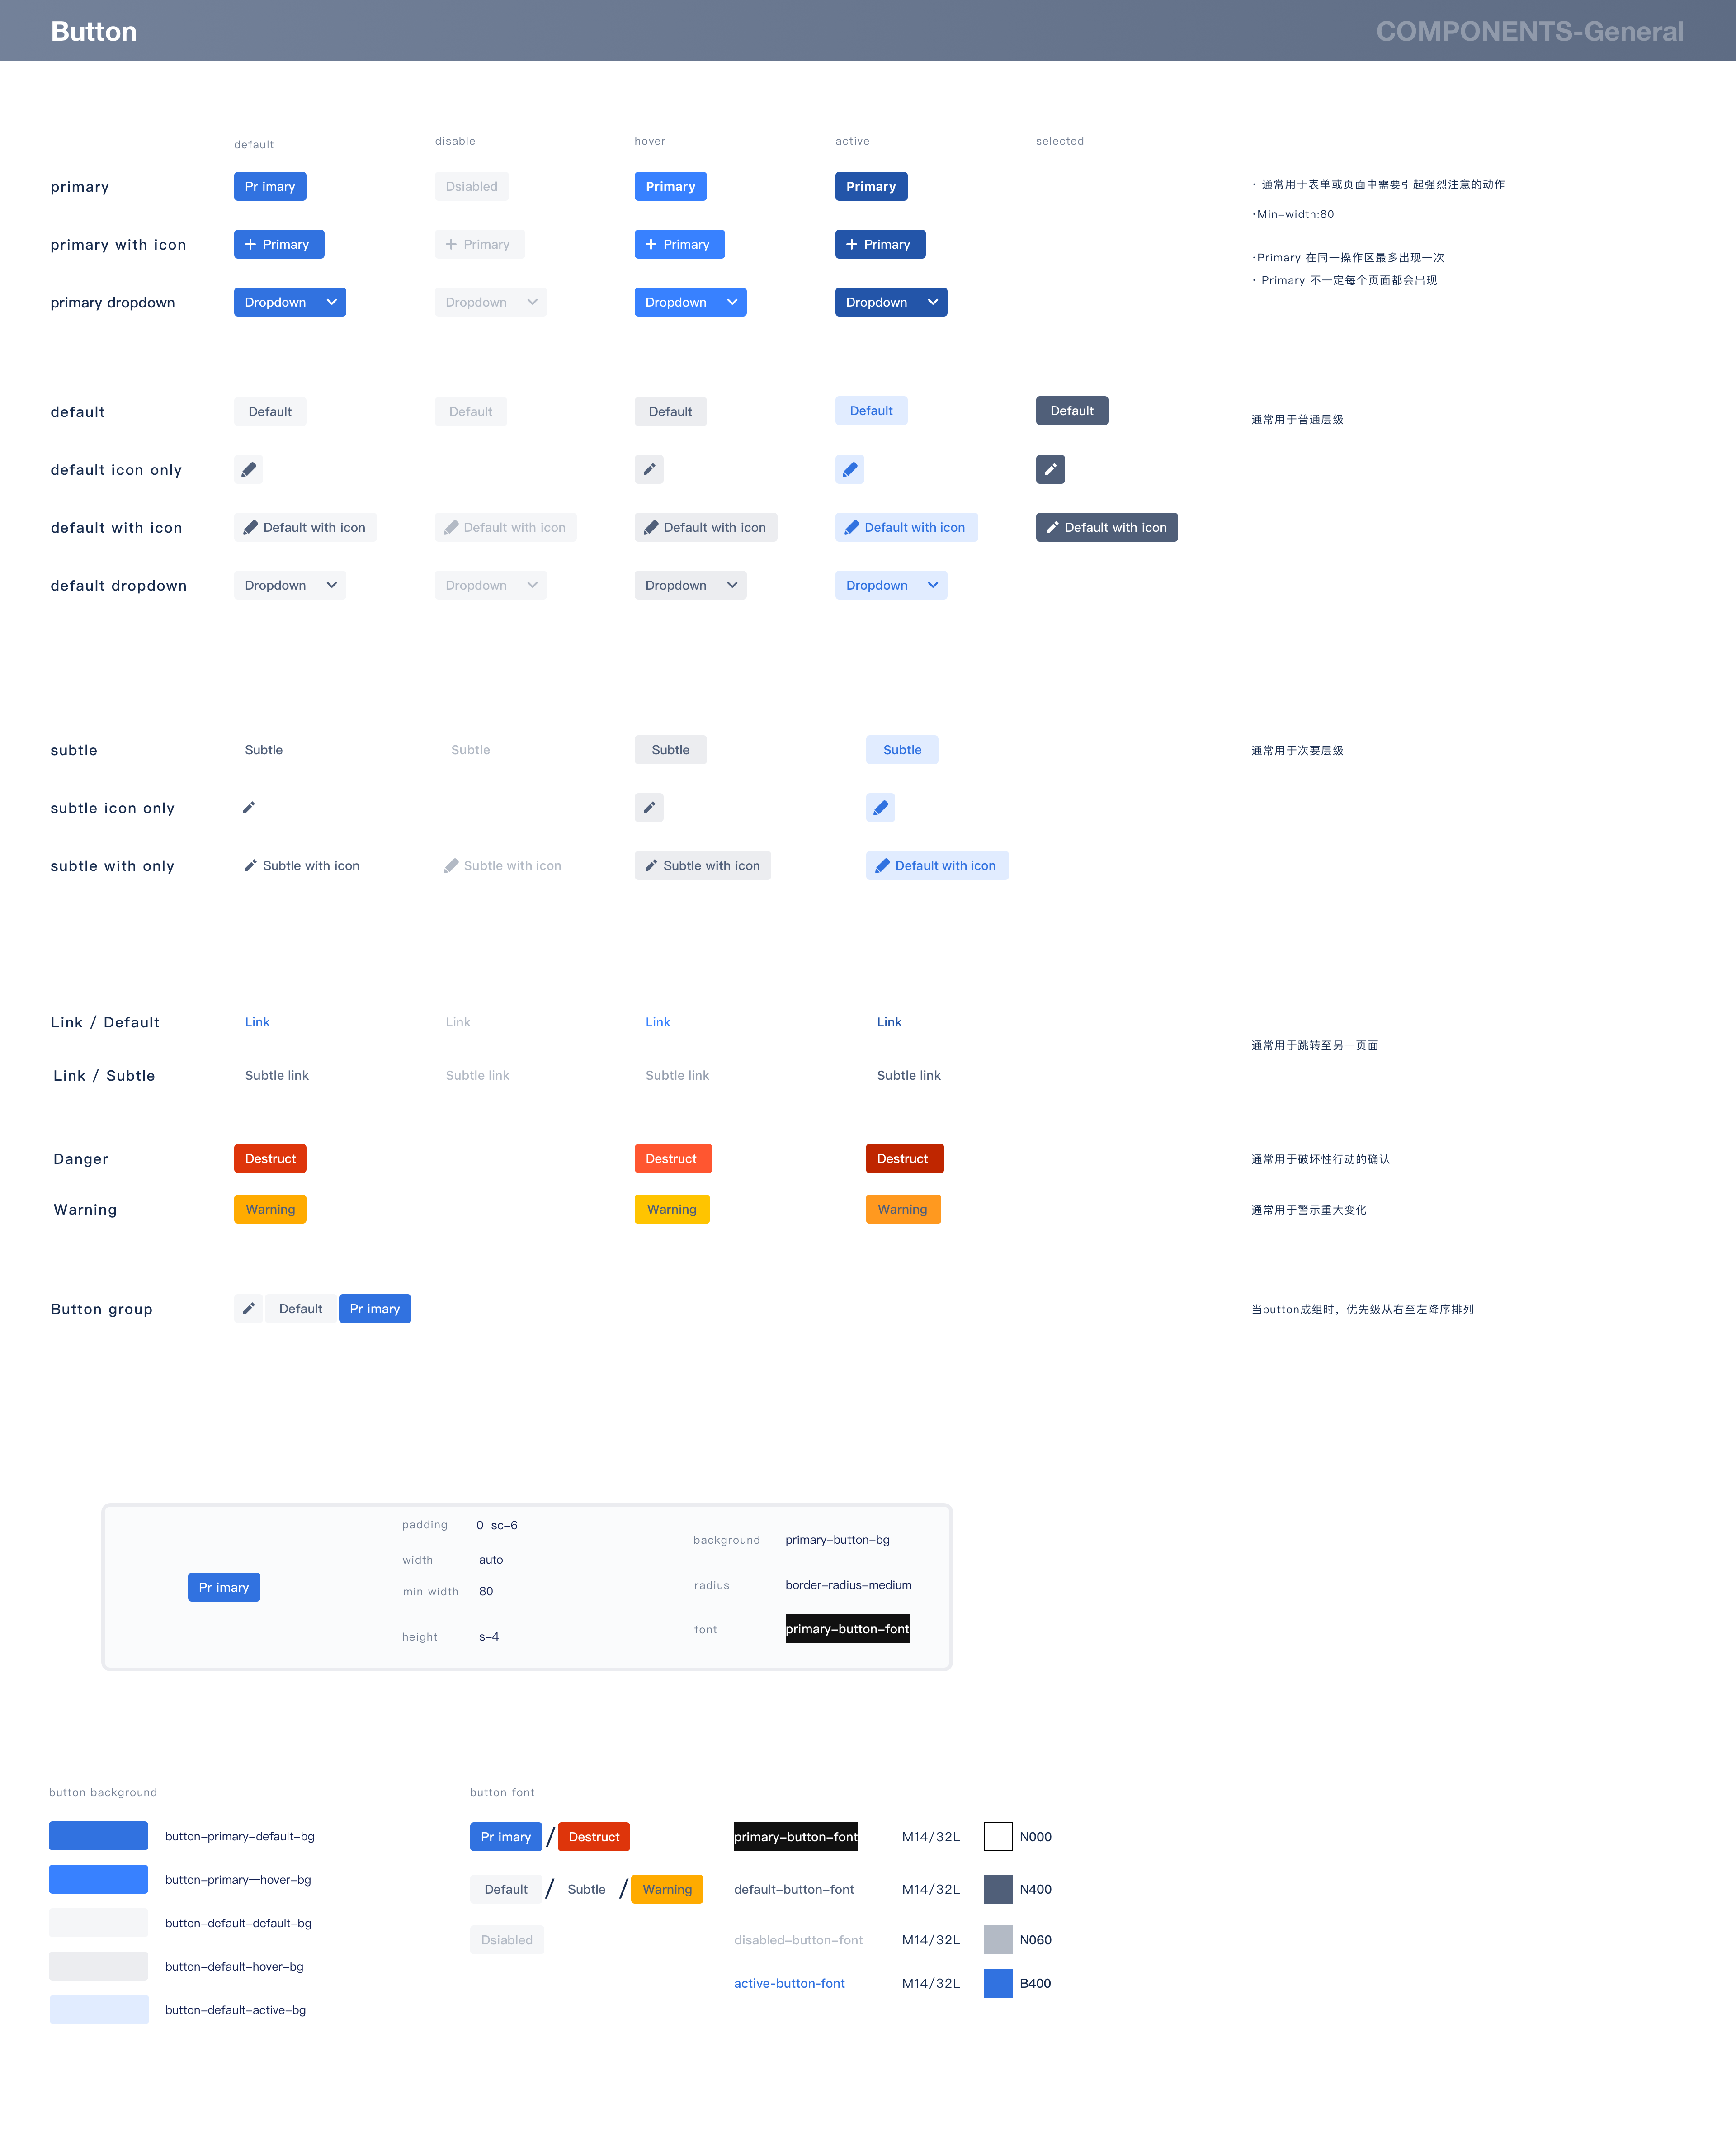 Button
COMPONENTS-General
default disable hover active selected
primary Pr imary Dsiabled Primary Primary
· 通常用于表单或页面中需要引起强烈注意的动作
·Min-width:80
primary with icon Primary Primary Primary Primary
·Primary 在同一操作区最多出现一次
· Primary 不一定每个页面都会出现
primary dropdown Dropdown Dropdown Dropdown Dropdown
default Default Default Default Default Default 通常用于普通层级
default icon only
default with icon Default with icon Default with icon Default with icon Default with icon Default with icon
default dropdown Dropdown Dropdown Dropdown Dropdown
subtle Subtle Subtle Subtle Subtle 通常用于次要层级
subtle icon only
subtle with only Subtle with icon Subtle with icon Subtle with icon Default with icon
Link / Default Link Link Link Link
通常用于跳转至另一页面
Link / Subtle Subtle link Subtle link Subtle link Subtle link
Danger Destruct Destruct Destruct 通常用于破坏性行动的确认
Warning Warning Warning Warning 通常用于警示重大变化
Button group Default Pr imary 当button成组时，优先级从右至左降序排列
Pr imary
padding 0 sc-6
width auto
min width 80
height s-4
background primary-button-bg
radius border-radius-medium
font primary-button-font
button background
button-primary-default-bg
button-primary—hover-bg
button-default-default-bg
button-default-hover-bg
button-default-active-bg
button font
Pr imary / Destruct primary-button-font M14/32L N000
Default / Subtle / Warning default-button-font M14/32L N400
Dsiabled disabled-button-font M14/32L N060
active-button-font M14/32L B400